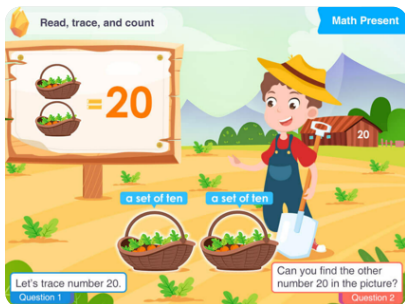 Read, trace, and count
Math Present
= 20
20
a set of ten
a set of ten
Let's trace number 20.
Question 1
Can you find the other
number 20 in the picture?
Question 2